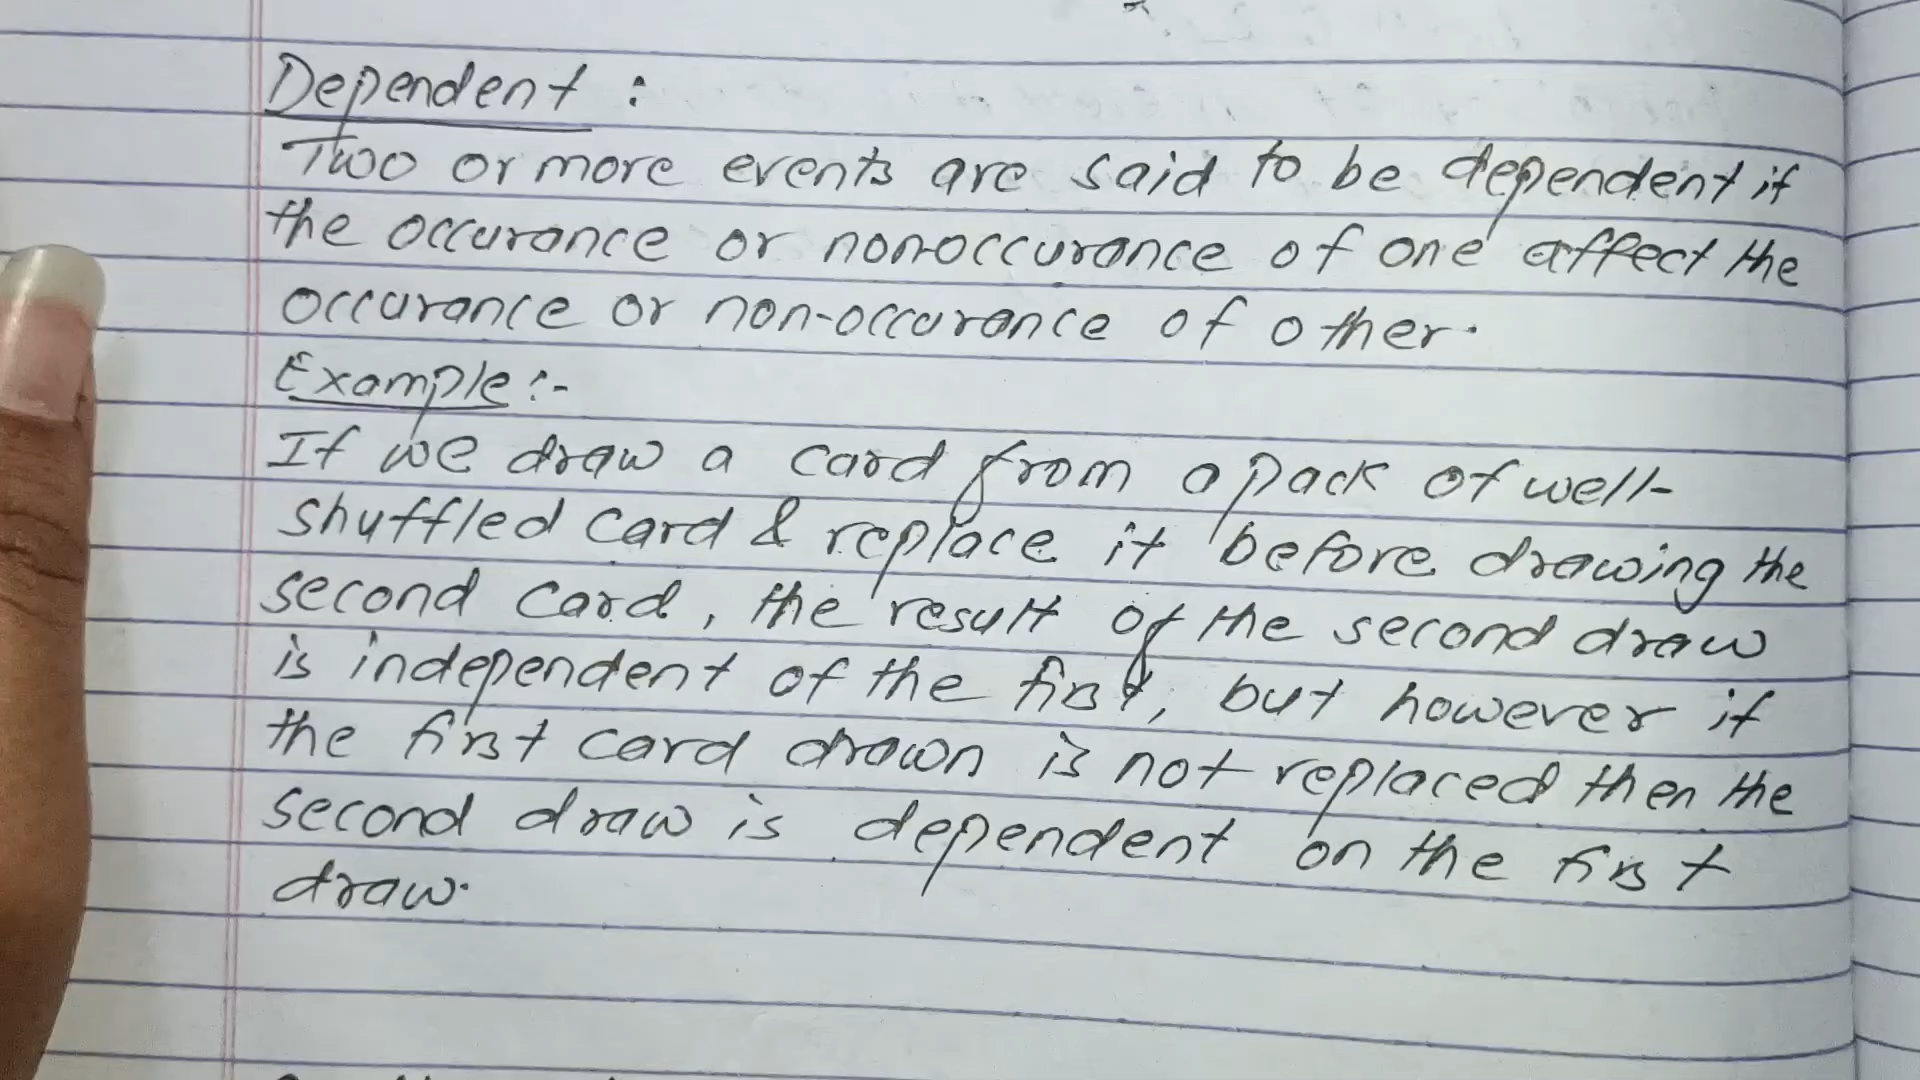 Dependent :
Two or more events are said to be dependent if
the occurance or nonoccurance of one affect the
occurance or non-occurance of other.
Example :-
If we draw a card from a pack of well-
shuffled card & replace it before drawing the
second card, the result of the second draw
is independent of the first, but however if
the first card drawn is not replaced then the
second draw is dependent on the first
draw.